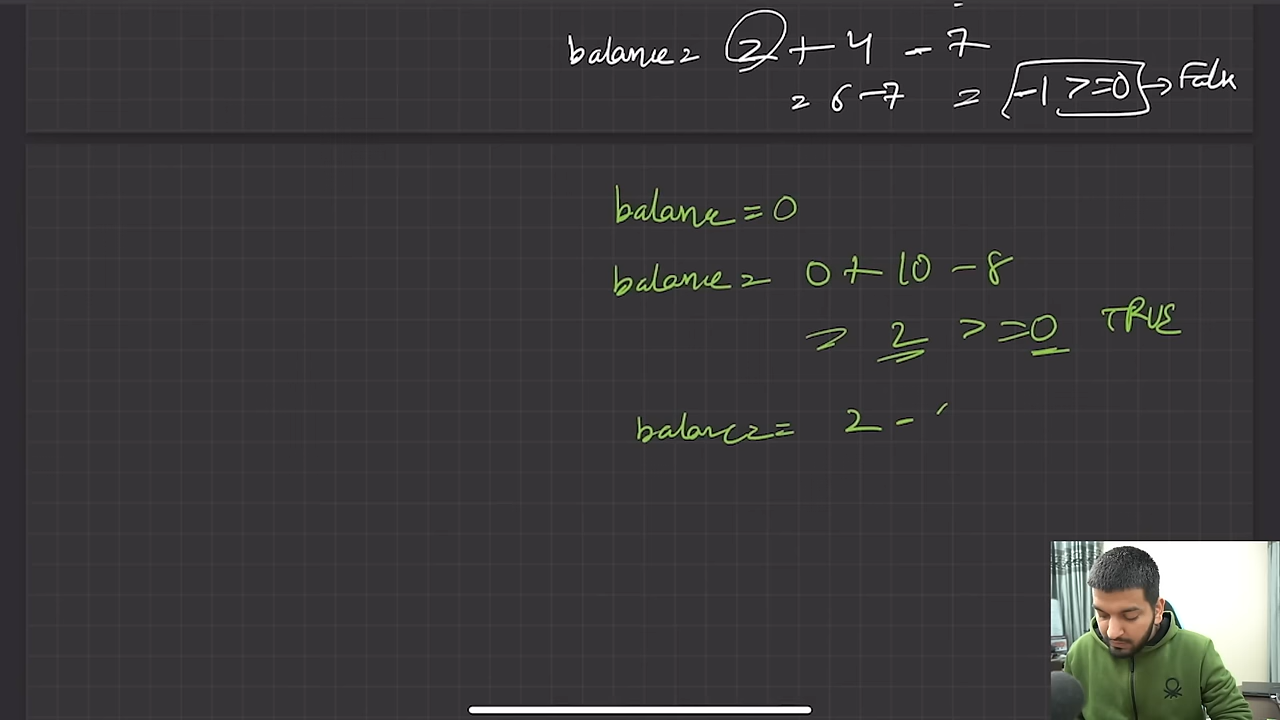 balance = 2 + 4 - 7
= 6 - 7 = -1 >= 0 → False
balance = 0
balance = 0 + 10 - 8
= 2 >= 0 TRUE
balance = 2 -